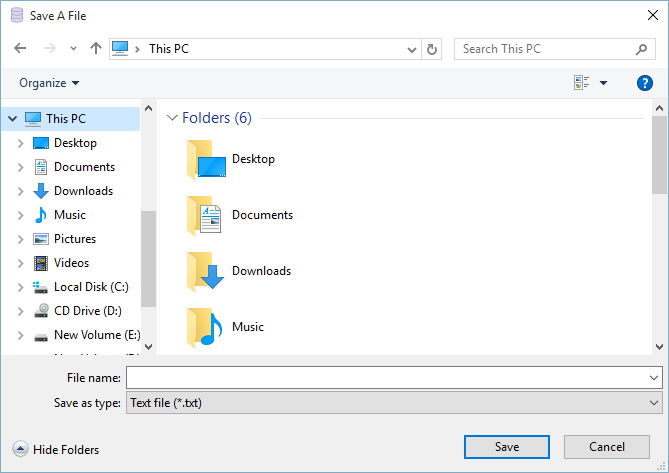 Save A File
This PC
Search This PC
Organize
?
This PC
Desktop
Documents
Downloads
Music
Pictures
Videos
Local Disk (C:)
CD Drive (D:)
New Volume (E:)
Folders (6)
Desktop
Documents
Downloads
Music
File name:
Save as type: Text file (*.txt)
Hide Folders
Save
Cancel